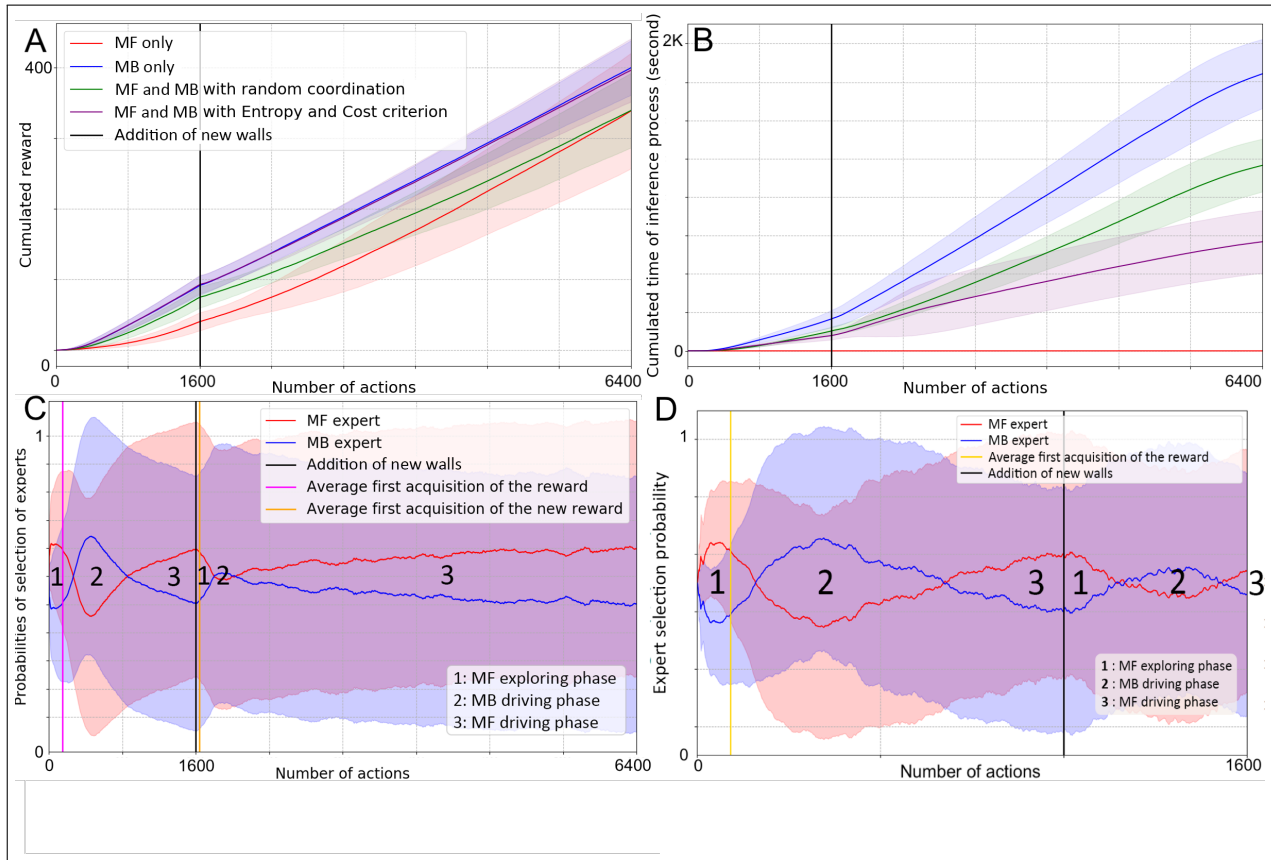 A
MF only
MB only
MF and MB with random coordination
MF and MB with Entropy and Cost criterion
Addition of new walls
400
0
Cumulated reward
0
1600
6400
Number of actions
B
2K
0
Cumulated time of inference process (second)
0
1600
6400
Number of actions
C
MF expert
MB expert
Addition of new walls
Average first acquisition of the reward
Average first acquisition of the new reward
1
0
Probabilities of selection of experts
1
2
3
1
2
3
1: MF exploring phase
2: MB driving phase
3: MF driving phase
0
1600
6400
Number of actions
D
MF expert
MB expert
Average first acquisition of the reward
Addition of new walls
1
0
Expert selection probability
1
2
3
1
2
3
1 : MF exploring phase
2 : MB driving phase
3 : MF driving phase
0
1600
Number of actions